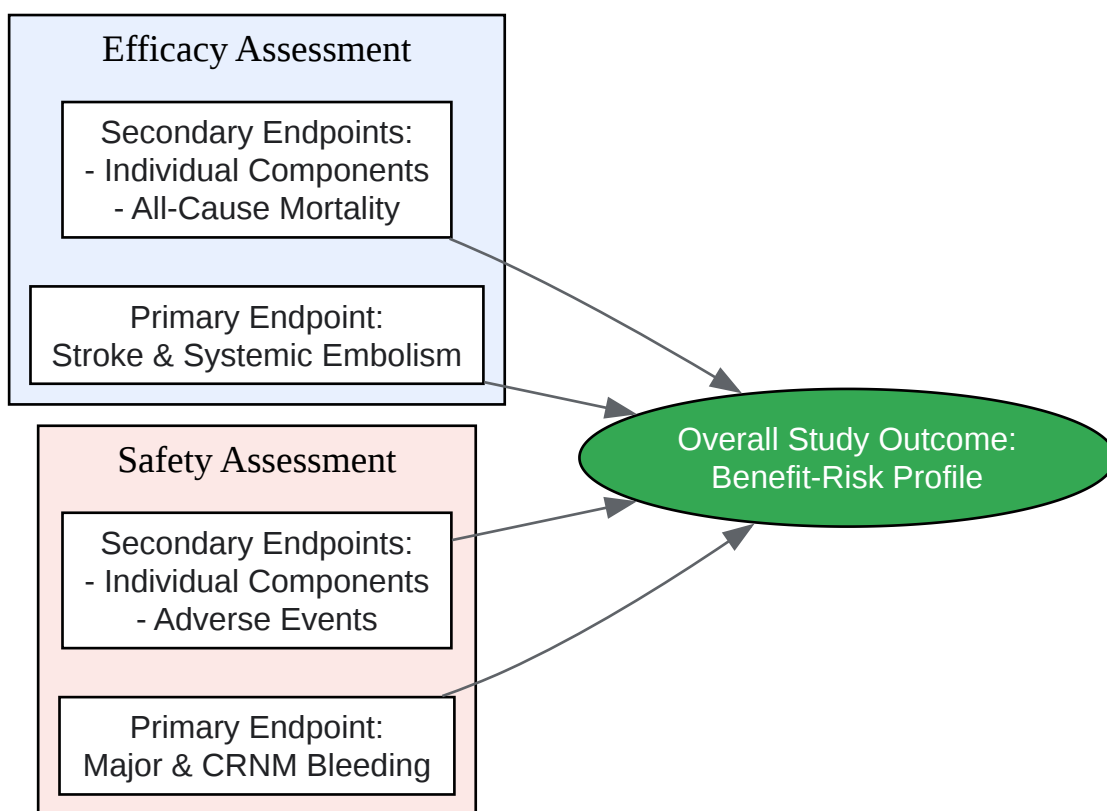 Efficacy Assessment
Secondary Endpoints:
- Individual Components
- All-Cause Mortality
Primary Endpoint:
Stroke & Systemic Embolism
Safety Assessment
Secondary Endpoints:
- Individual Components
- Adverse Events
Primary Endpoint:
Major & CRNM Bleeding
Overall Study Outcome:
Benefit-Risk Profile